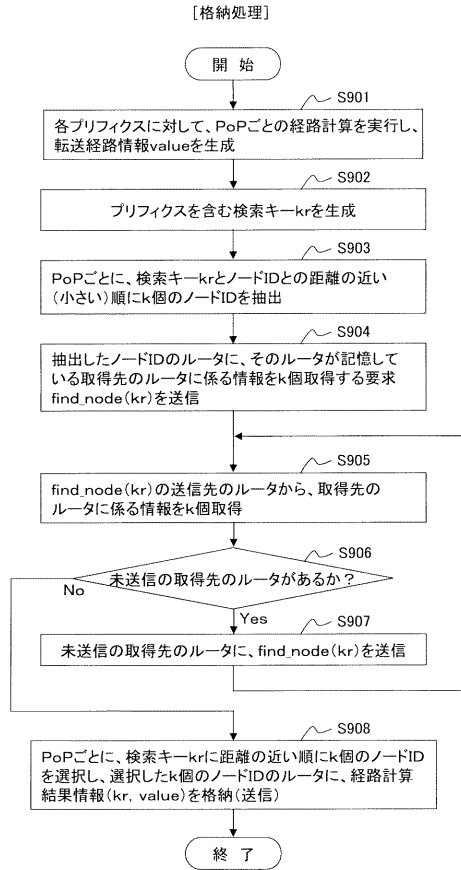 [格納処理]
開 始
S901
各プリフィクスに対して、PoPごとの経路計算を実行し、
転送経路情報valueを生成
S902
プリフィクスを含む検索キーkrを生成
S903
PoPごとに、検索キーkrとノードIDとの距離の近い
(小さい)順にk個のノードIDを抽出
S904
抽出したノードIDのルータに、そのルータが記憶して
いる取得先のルータに係る情報をk個取得する要求
find_node(kr)を送信
S905
find_node(kr)の送信先のルータから、取得先の
ルータに係る情報をk個取得
S906
未送信の取得先のルータがあるか?
No
Yes
S907
未送信の取得先のルータに、find_node(kr)を送信
S908
PoPごとに、検索キーkrに距離の近い順にk個のノードID
を選択し、選択したk個のノードIDのルータに、経路計算
結果情報(kr, value)を格納(送信)
終 了